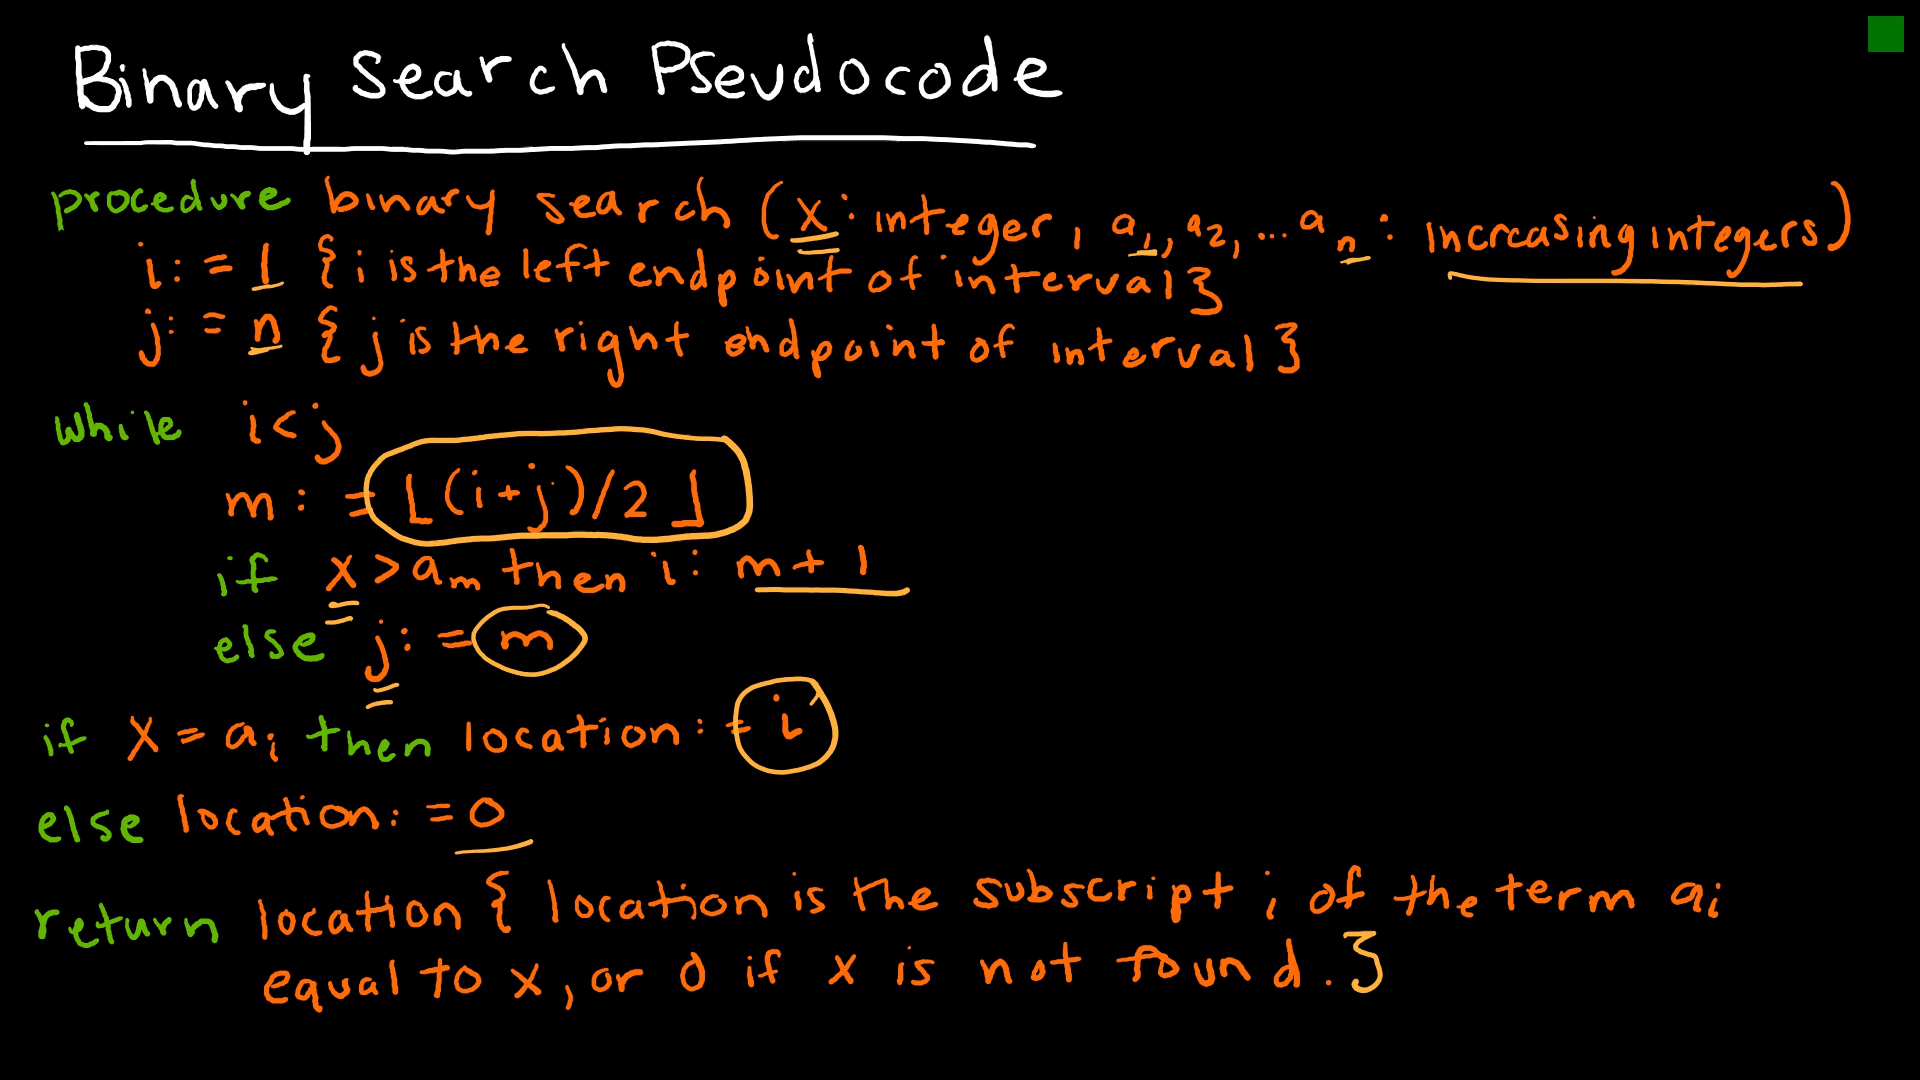 Binary Search Pseudocode
procedure binary search (x: integer, a₁, a₂, ... aₙ: increasing integers)
i: = 1 {i is the left endpoint of interval}
j: = n {j is the right endpoint of interval}
while i < j
m: = ⌊(i+j)/2⌋
if x > aₘ then i: m + 1
else j: = m
if x = aᵢ then location: = i
else location: = 0
return location { location is the subscript i of the term aᵢ
equal to x, or 0 if x is not found.}